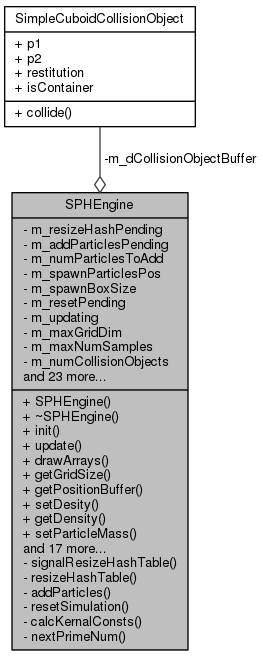 SimpleCuboidCollisionObject
+ p1
+ p2
+ restitution
+ isContainer
+ collide()
-m_dCollisionObjectBuffer
SPHEngine
- m_resizeHashPending
- m_addParticlesPending
- m_numParticlesToAdd
- m_spawnParticlesPos
- m_spawnBoxSize
- m_resetPending
- m_updating
- m_maxGridDim
- m_maxNumSamples
- m_numCollisionObjects
and 23 more...
+ SPHEngine()
+ ~SPHEngine()
+ init()
+ update()
+ drawArrays()
+ getGridSize()
+ getPositionBuffer()
+ setDesity()
+ getDensity()
+ setParticleMass()
and 17 more...
- signalResizeHashTable()
- resizeHashTable()
- addParticles()
- resetSimulation()
- calcKernalConsts()
- nextPrimeNum()